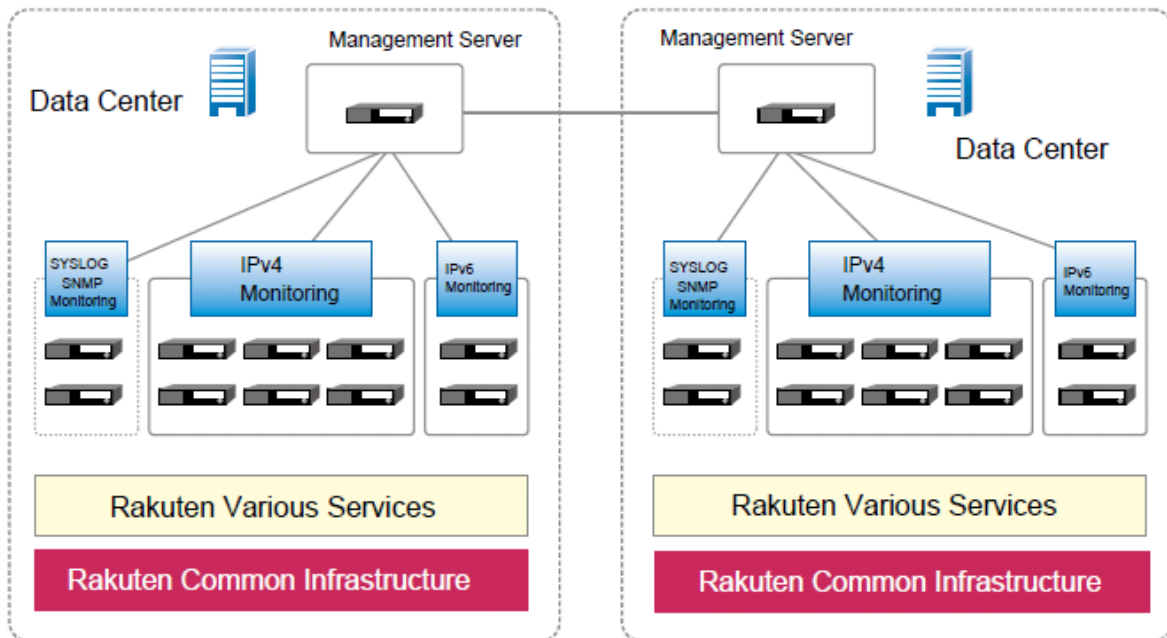 Management Server
Data Center
SYSLOG
SNMP
Monitoring
IPv4
Monitoring
IPv6
Monitoring
Rakuten Various Services
Rakuten Common Infrastructure
Management Server
Data Center
SYSLOG
SNMP
Monitoring
IPv4
Monitoring
IPv6
Monitoring
Rakuten Various Services
Rakuten Common Infrastructure